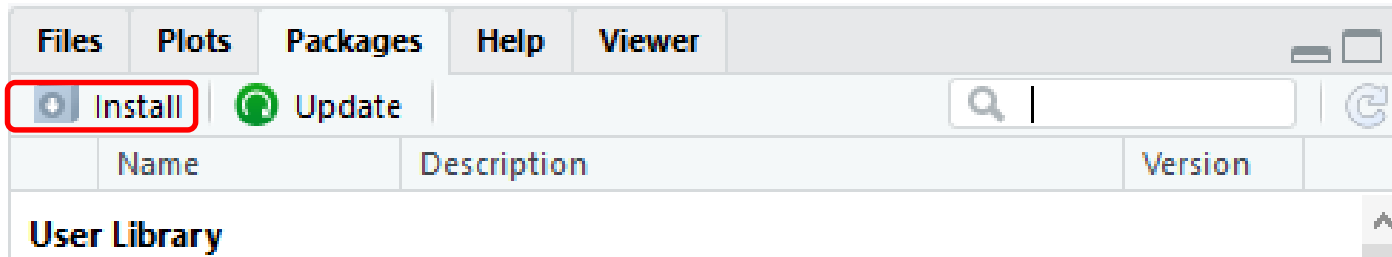 Files Plots Packages Help Viewer
Install Update
Name Description Version
User Library